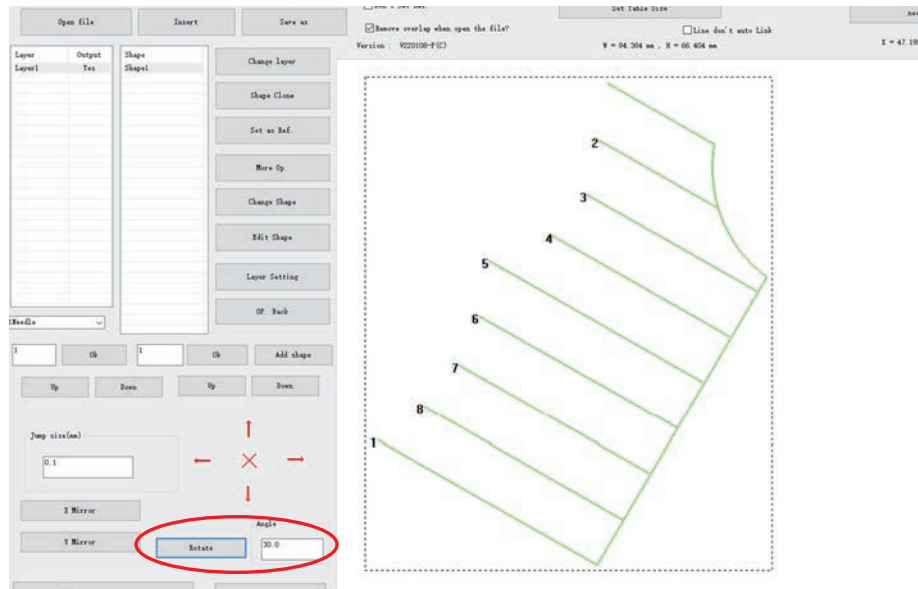 Open file Insert Save as
Set Table Size
Remove overlap when open the file?
Line don't auto Link
Version : V220108-F(C) W = 94.364 mm , H = 66.404 mm
Layer Output Shape
Layer1 Yes Shape1
Change layer
Shape Clone
Set as Ref.
More Op.
Change Shape
Edit Shape
Layer Setting
OP. Back
1 Ok 1 Ok Add shape
Up Down Up Down
Jump size(mm)
0.1
X Mirror
Angle
Y Mirror Rotate 30.0
2
3
4
5
6
7
8
1